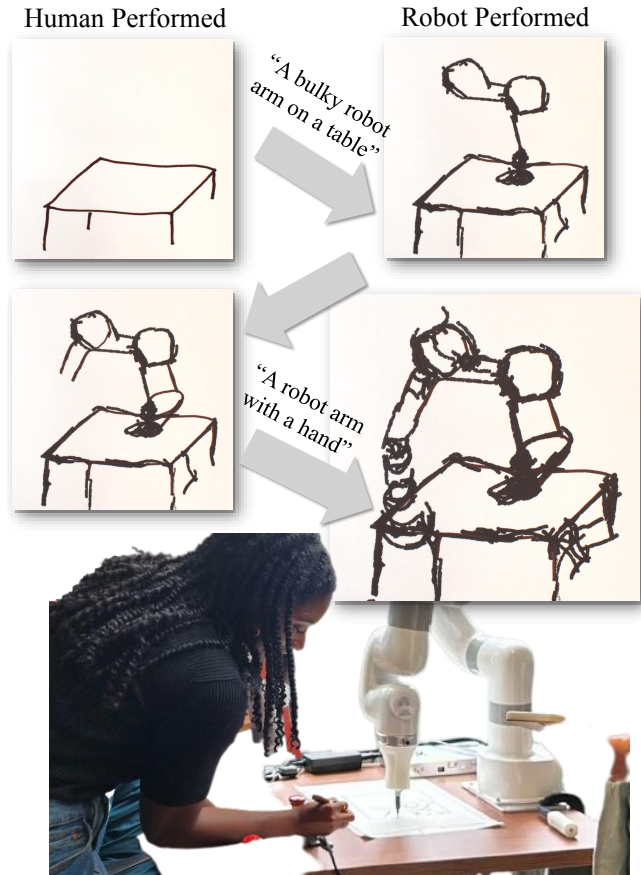 Human Performed
Robot Performed
“A bulky robot
arm on a table”
“A robot arm
with a hand”